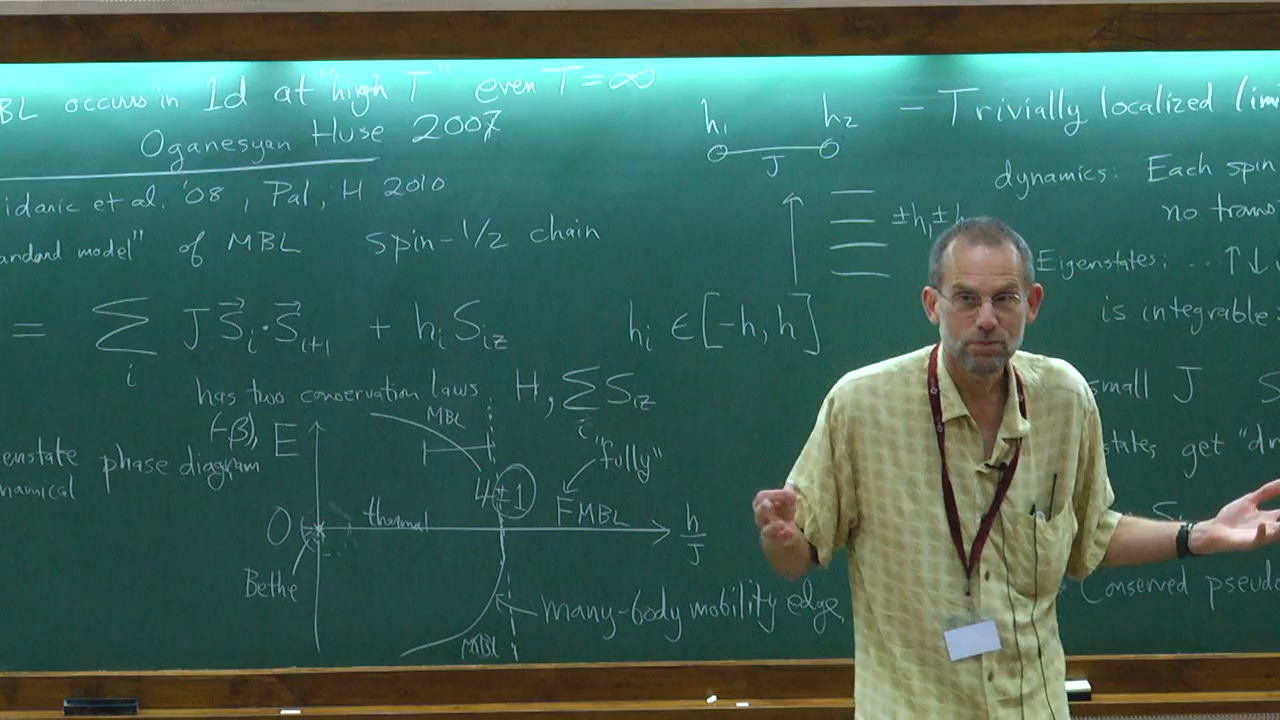 BL occurs in 1d at "high T" even T = ∞
Oganesyan Huse 2007
idaric et al. '08, Pal, H 2010
andard model" of MBL spin-1/2 chain
= ∑ᵢ J S⃗ᵢ·S⃗ᵢ₊₁ + hᵢ Sᵢz hᵢ ∈ [-h, h]
has two conservation laws H, ∑ᵢ Sᵢz
enstate phase diagram
namical
(-β), E
MBL
4±1
"fully"
0 thermal FMBL h/J
Bethe
many-body mobility edge
MBL
h₁ h₂
J
±h₁±h
- Trivially localized lim
dynamics: Each spin
no trans
Eigenstates: ... ↑↓
is integrable
small J S
states get "dr
Conserved pseud